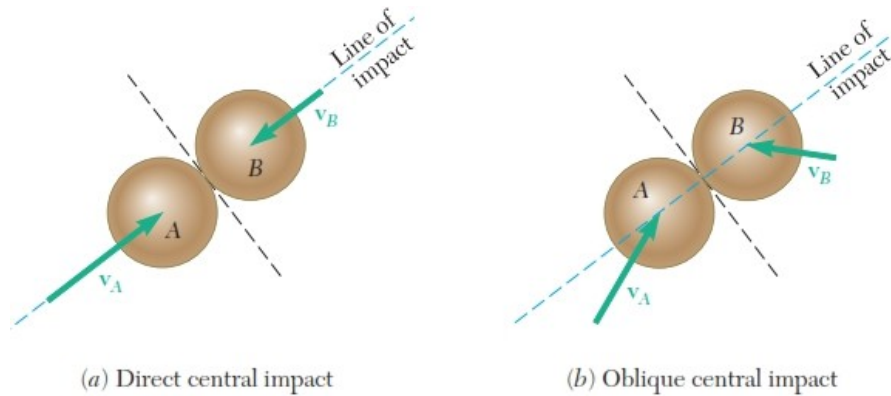 Line of
impact
v_B
B
A
v_A
(a) Direct central impact
Line of
impact
B
v_B
A
v_A
(b) Oblique central impact